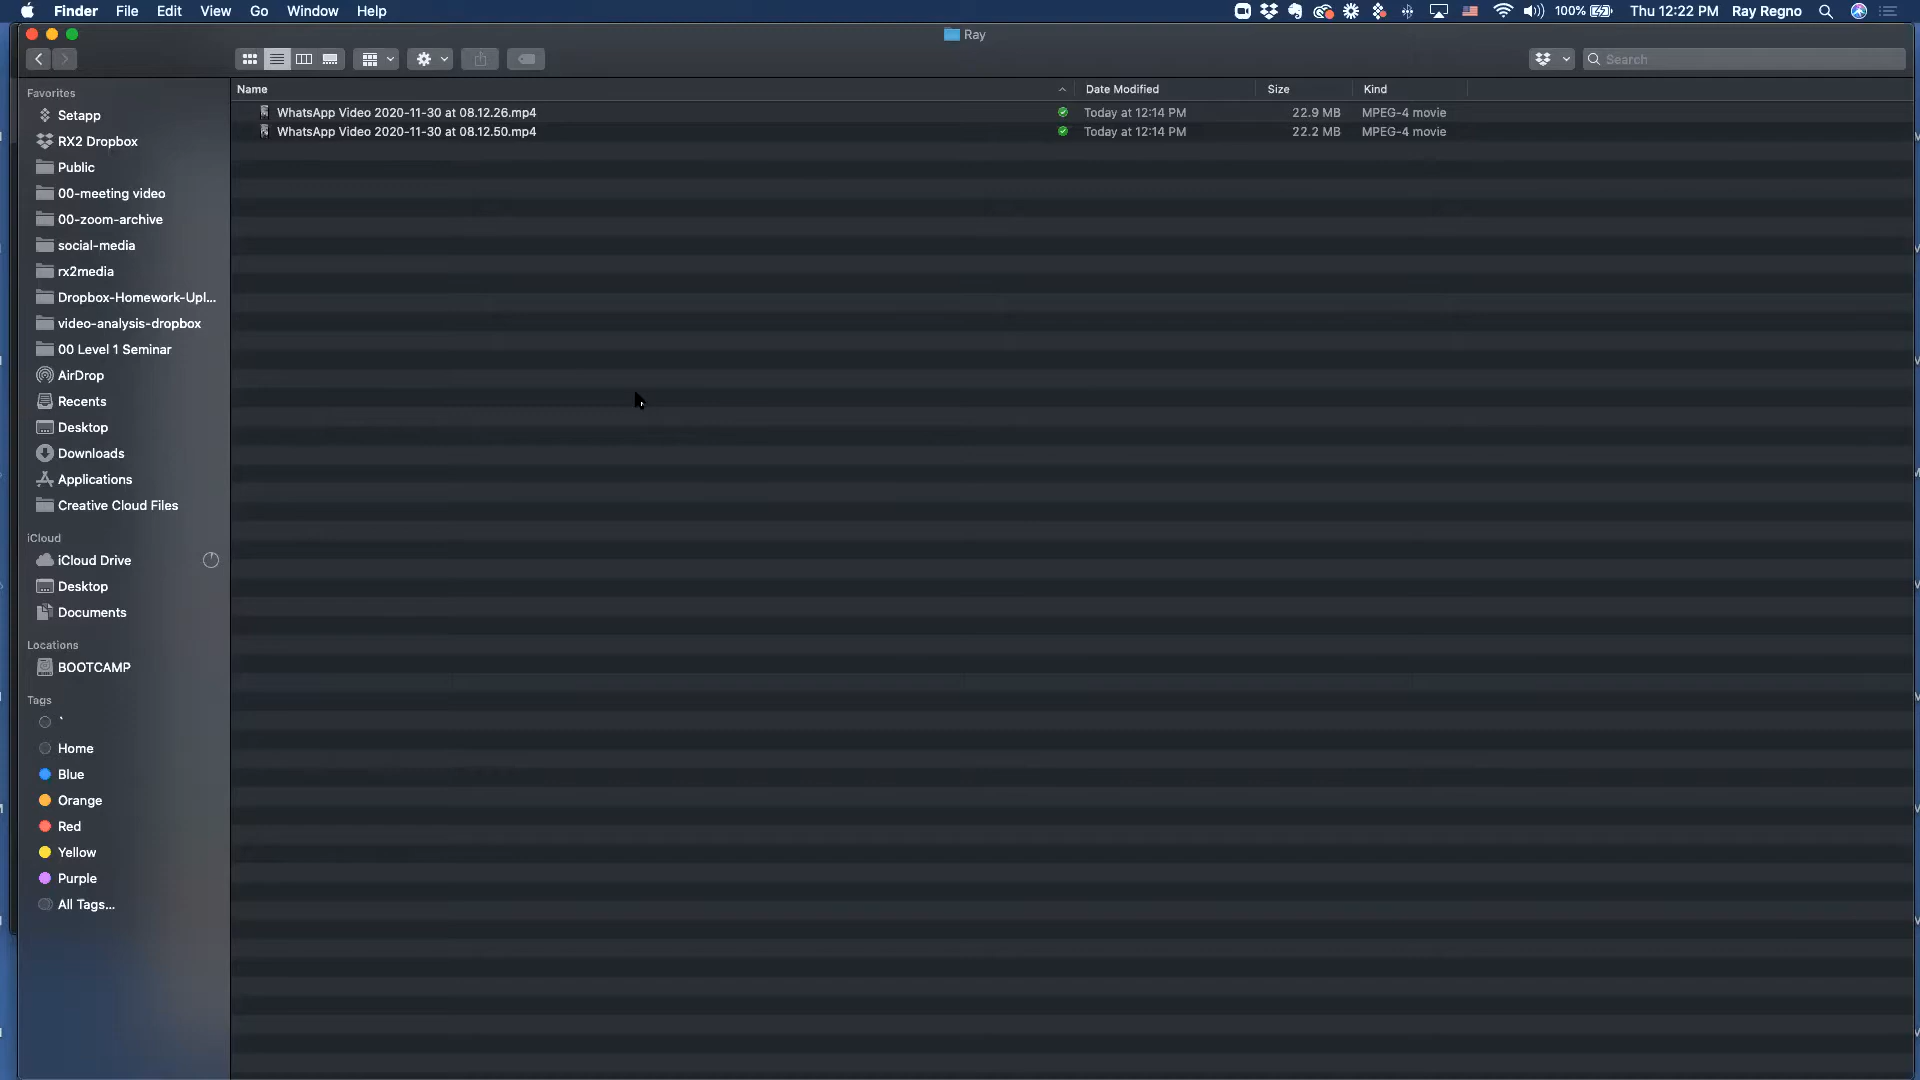 Finder File Edit View Go Window Help 100% Thu 12:22 PM Ray Regno
Ray
Search
Favorites
Setapp
RX2 Dropbox
Public
00-meeting video
00-zoom-archive
social-media
rx2media
Dropbox-Homework-Upl...
video-analysis-dropbox
00 Level 1 Seminar
AirDrop
Recents
Desktop
Downloads
Applications
Creative Cloud Files
iCloud
iCloud Drive
Desktop
Documents
Locations
BOOTCAMP
Tags
`
Home
Blue
Orange
Red
Yellow
Purple
All Tags...
Name Date Modified Size Kind
WhatsApp Video 2020-11-30 at 08.12.26.mp4 Today at 12:14 PM 22.9 MB MPEG-4 movie
WhatsApp Video 2020-11-30 at 08.12.50.mp4 Today at 12:14 PM 22.2 MB MPEG-4 movie